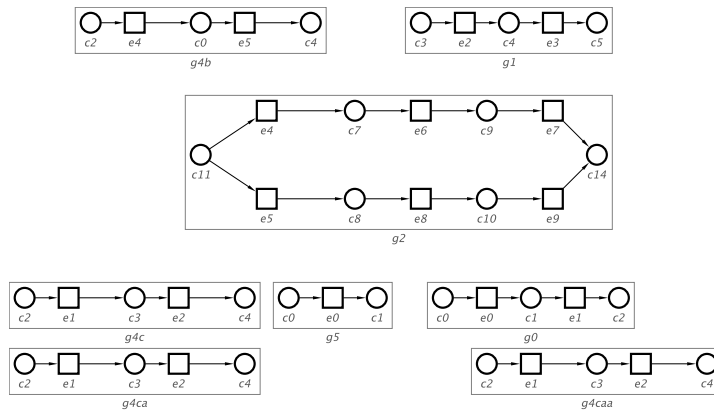 c2 e4 c0 e5 c4
g4b
c3 e2 c4 e3 c5
g1
e4 c7 e6 c9 e7
c11 c14
e5 c8 e8 c10 e9
g2
c2 e1 c3 e2 c4
g4c
c0 e0 c1
g5
c0 e0 c1 e1 c2
g0
c2 e1 c3 e2 c4
g4ca
c2 e1 c3 e2 c4
g4caa